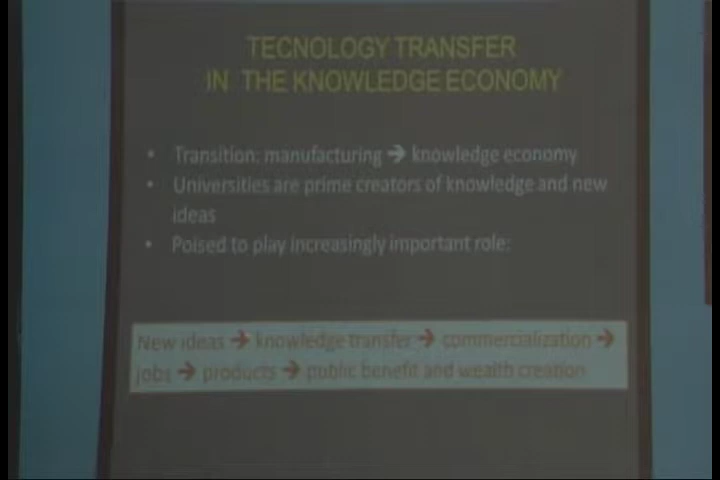 TECNOLOGY TRANSFER
IN THE KNOWLEDGE ECONOMY
• Transition: manufacturing → knowledge economy
• Universities are prime creators of knowledge and new
ideas
• Poised to play increasingly important role:
New ideas → knowledge transfer → commercialization →
jobs → products → public benefit and wealth creation